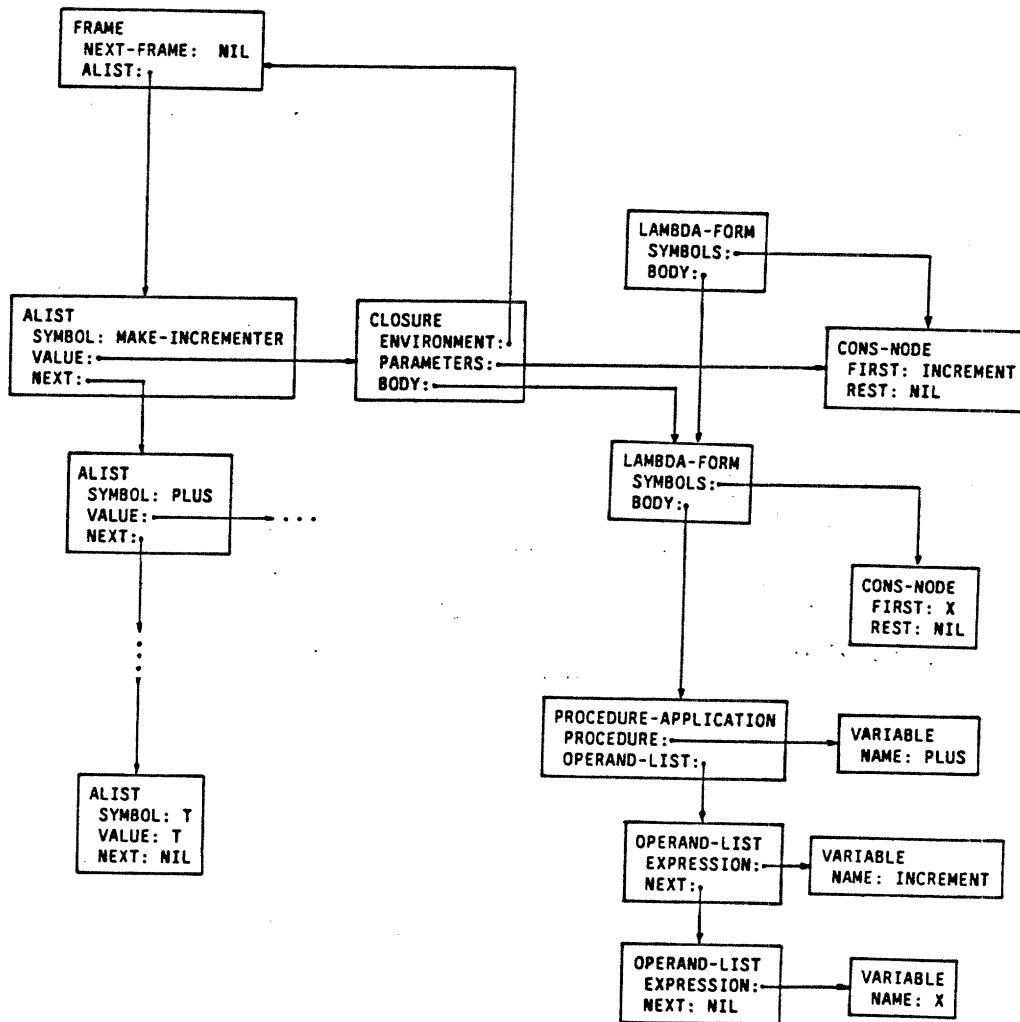 FRAME
NEXT-FRAME: NIL
ALIST:
LAMBDA-FORM
SYMBOLS:
BODY:
ALIST
SYMBOL: MAKE-INCREMENTER
VALUE:
NEXT:
CLOSURE
ENVIRONMENT:
PARAMETERS:
BODY:
CONS-NODE
FIRST: INCREMENT
REST: NIL
ALIST
SYMBOL: PLUS
VALUE:
NEXT:
LAMBDA-FORM
SYMBOLS:
BODY:
CONS-NODE
FIRST: X
REST: NIL
PROCEDURE-APPLICATION
PROCEDURE:
OPERAND-LIST:
VARIABLE
NAME: PLUS
ALIST
SYMBOL: T
VALUE: T
NEXT: NIL
OPERAND-LIST
EXPRESSION:
NEXT:
VARIABLE
NAME: INCREMENT
OPERAND-LIST
EXPRESSION:
NEXT: NIL
VARIABLE
NAME: X